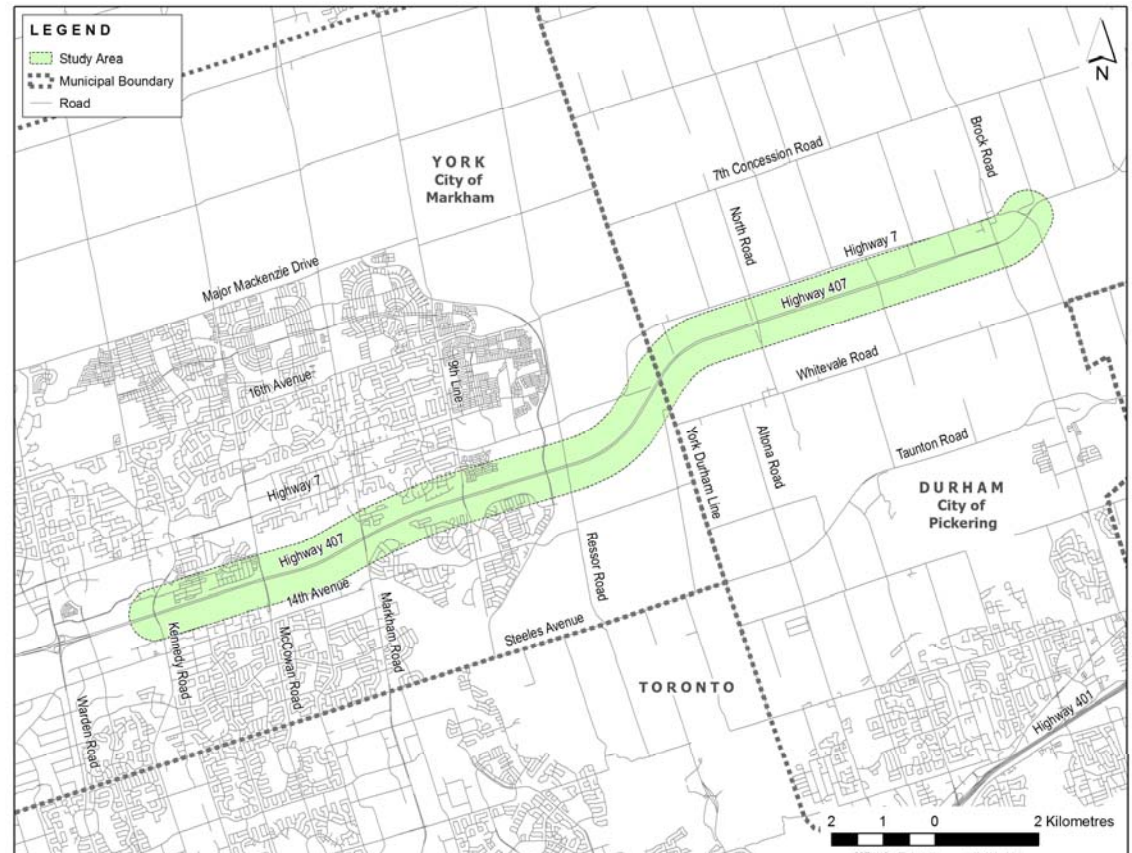 LEGEND
Study Area
Municipal Boundary
Road
N
YORK
City of
Markham
7th Concession Road
Brock Road
North Road
Highway 7
Highway 407
Major Mackenzie Drive
16th Avenue
9th Line
Whitevale Road
Highway 7
York Durham Line
Altona Road
Taunton Road
DURHAM
City of
Pickering
Highway 407
14th Avenue
Ressor Road
Kennedy Road
McCowan Road
Markham Road
Steeles Avenue
Warden Road
TORONTO
Highway 401
2 1 0 2 Kilometres